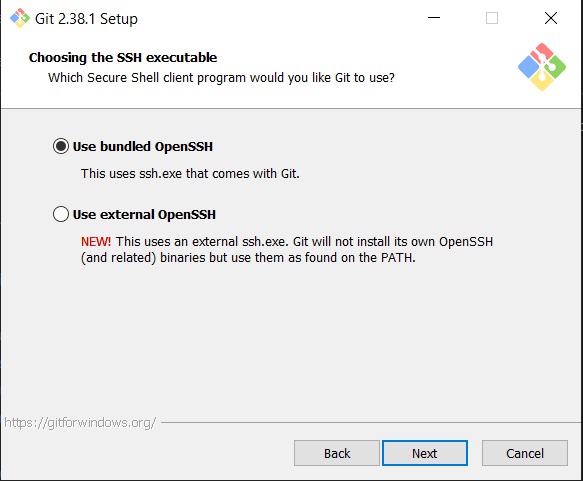 Git 2.38.1 Setup
Choosing the SSH executable
Which Secure Shell client program would you like Git to use?
Use bundled OpenSSH
This uses ssh.exe that comes with Git.
Use external OpenSSH
NEW! This uses an external ssh.exe. Git will not install its own OpenSSH
(and related) binaries but use them as found on the PATH.
https://gitforwindows.org/
Back
Next
Cancel